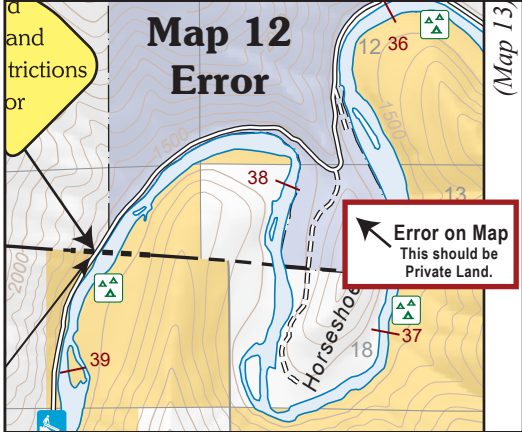 d
and
trictions
or
Map 12
Error
(Map 13)
12
36
1500
1500
38
13
Error on Map
This should be
Private Land.
2000
Horseshoe
37
18
39